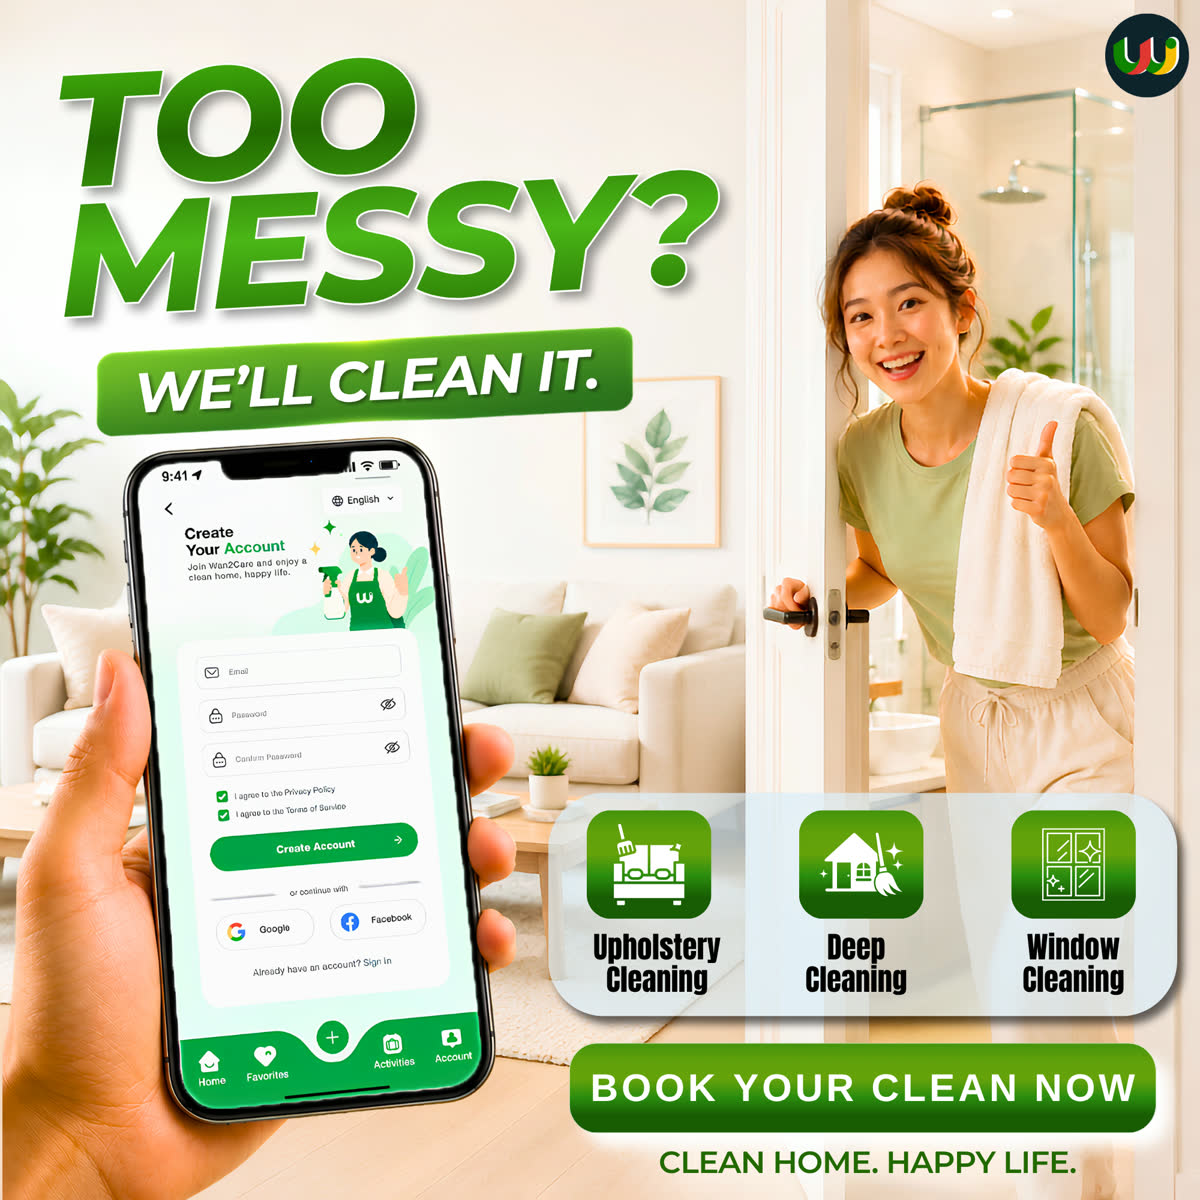 TOO
MESSY?
WE'LL CLEAN IT.
9:41
English
Create
Your Account
Join Wan2Care and enjoy a
clean home, happy life.
Email
Password
Confirm Password
I agree to the Privacy Policy
I agree to the Terms of Service
Create Account
or continue with
Google
Facebook
Already have an account? Sign in
Home
Favorites
Activities
Account
Upholstery
Cleaning
Deep
Cleaning
Window
Cleaning
BOOK YOUR CLEAN NOW
CLEAN HOME. HAPPY LIFE.